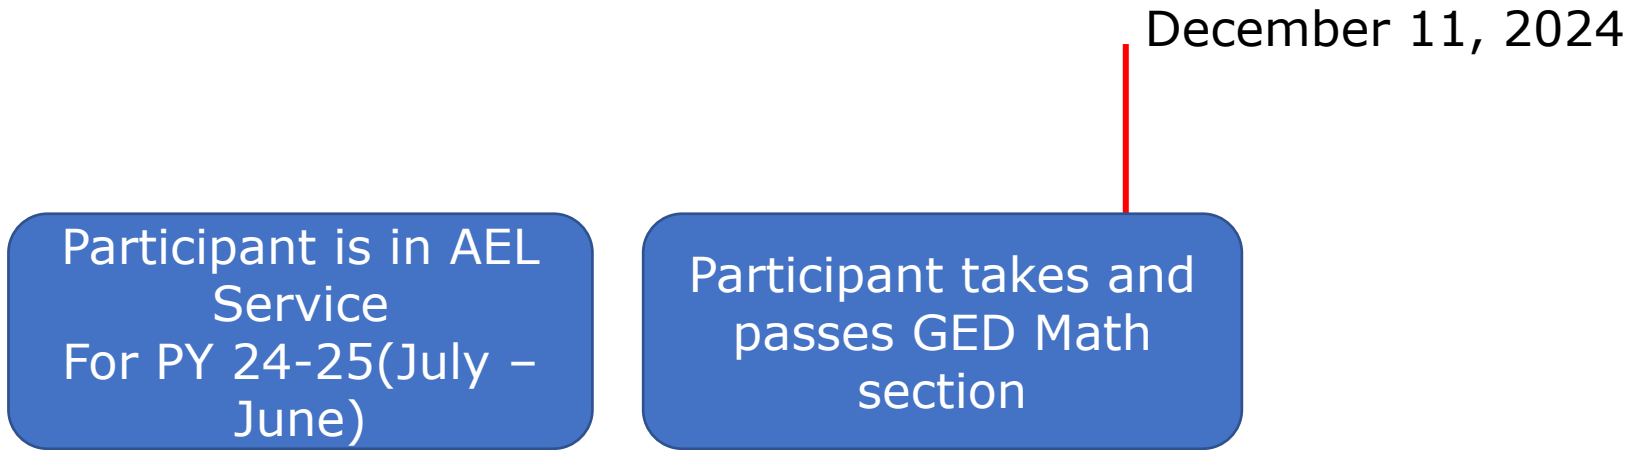 December 11, 2024
Participant is in AEL
Service
For PY 24-25(July –
June)
Participant takes and
passes GED Math
section